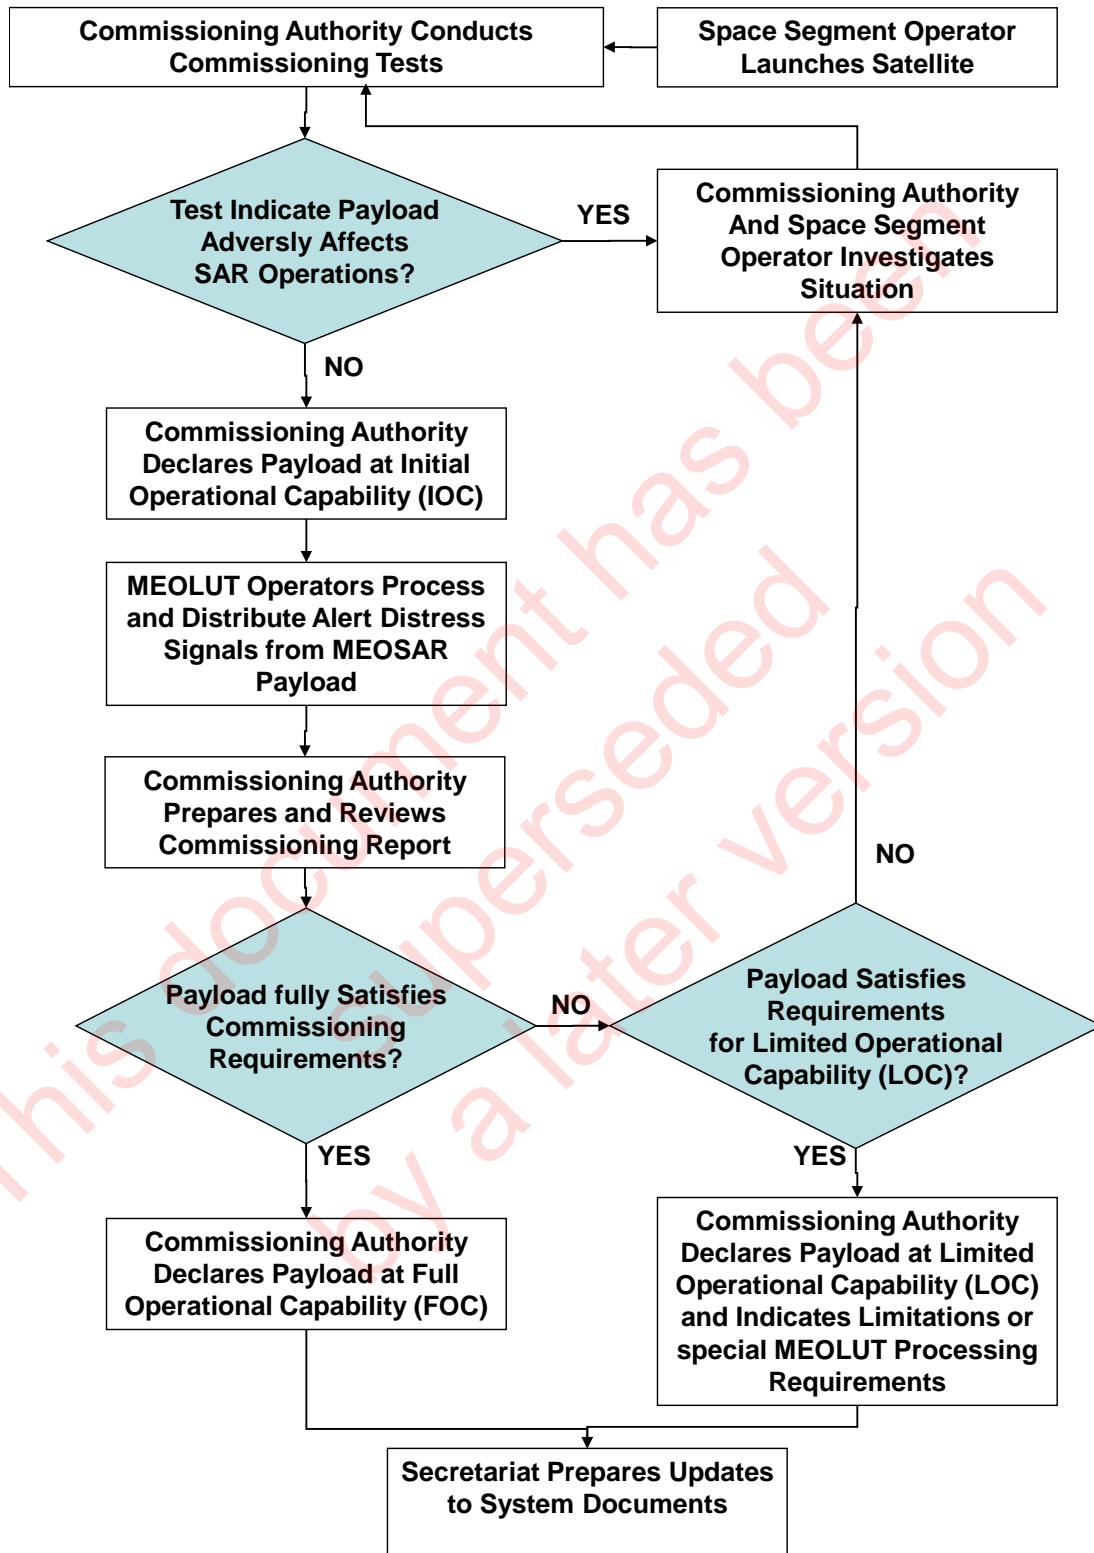 Commissioning Authority Conducts
Commissioning Tests
Space Segment Operator
Launches Satellite
Test Indicate Payload
Adversly Affects
SAR Operations?
YES
Commissioning Authority
And Space Segment
Operator Investigates
Situation
NO
Commissioning Authority
Declares Payload at Initial
Operational Capability (IOC)
MEOLUT Operators Process
and Distribute Alert Distress
Signals from MEOSAR
Payload
Commissioning Authority
Prepares and Reviews
Commissioning Report
NO
Payload fully Satisfies
Commissioning
Requirements?
NO
Payload Satisfies
Requirements
for Limited Operational
Capability (LOC)?
YES
YES
Commissioning Authority
Declares Payload at Full
Operational Capability (FOC)
Commissioning Authority
Declares Payload at Limited
Operational Capability (LOC)
and Indicates Limitations or
special MEOLUT Processing
Requirements
Secretariat Prepares Updates
to System Documents
This document has been
superseded
by a later version